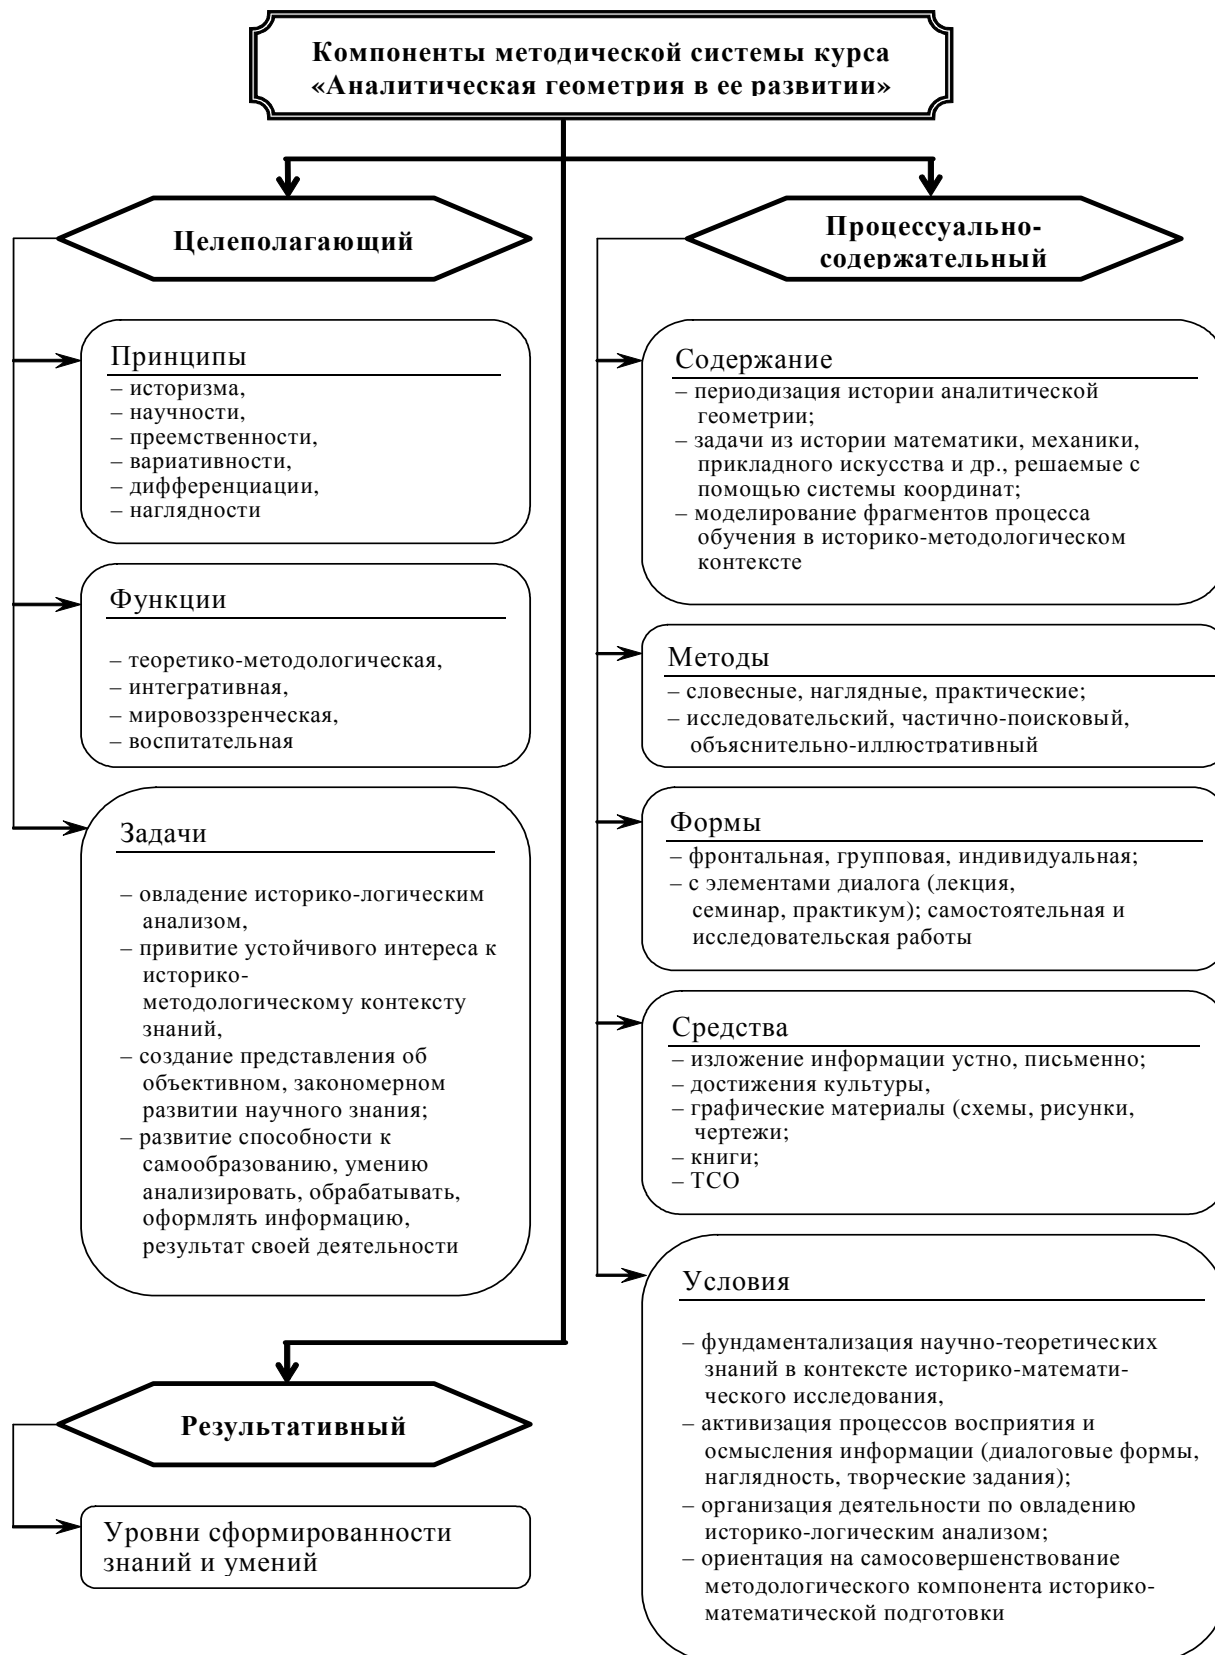 Компоненты методической системы курса
«Аналитическая геометрия в ее развитии»
Целеполагающий
Принципы
– историзма,
– научности,
– преемственности,
– вариативности,
– дифференциации,
– наглядности
Функции
– теоретико-методологическая,
– интегративная,
– мировоззренческая,
– воспитательная
Задачи
– овладение историко-логическим
анализом,
– привитие устойчивого интереса к
историко-
методологическому контексту
знаний,
– создание представления об
объективном, закономерном
развитии научного знания;
– развитие способности к
самообразованию, умению
анализировать, обрабатывать,
оформлять информацию,
результат своей деятельности
Процессуально-
содержательный
Содержание
– периодизация истории аналитической
геометрии;
– задачи из истории математики, механики,
прикладного искусства и др., решаемые с
помощью системы координат;
– моделирование фрагментов процесса
обучения в историко-методологическом
контексте
Методы
– словесные, наглядные, практические;
– исследовательский, частично-поисковый,
объяснительно-иллюстративный
Формы
– фронтальная, групповая, индивидуальная;
– с элементами диалога (лекция,
семинар, практикум); самостоятельная и
исследовательская работы
Средства
– изложение информации устно, письменно;
– достижения культуры,
– графические материалы (схемы, рисунки,
чертежи;
– книги;
– ТСО
Условия
– фундаментализация научно-теоретических
знаний в контексте историко-математи-
ческого исследования,
– активизация процессов восприятия и
осмысления информации (диалоговые формы,
наглядность, творческие задания);
– организация деятельности по овладению
историко-логическим анализом;
– ориентация на самосовершенствование
методологического компонента историко-
математической подготовки
Результативный
Уровни сформированности
знаний и умений